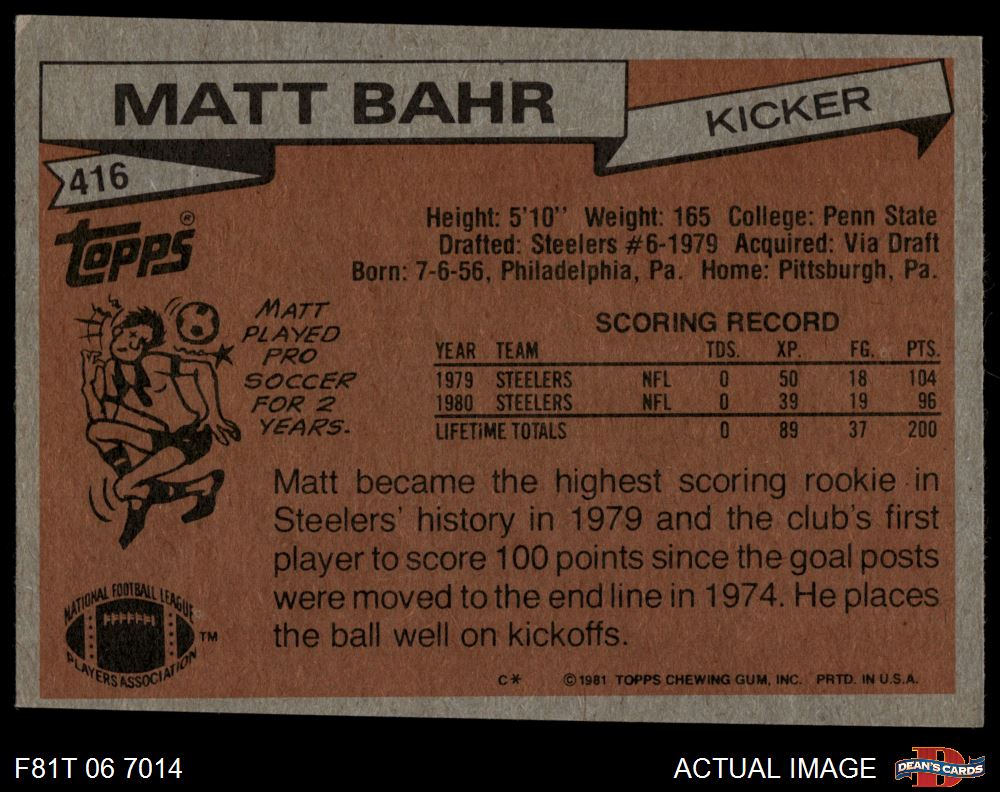 MATT BAHR
KICKER
416
Topps®
Height: 5'10'' Weight: 165 College: Penn State
Drafted: Steelers #6-1979 Acquired: Via Draft
Born: 7-6-56, Philadelphia, Pa. Home: Pittsburgh, Pa.
MATT
PLAYED
PRO
SOCCER
FOR 2
YEARS.
SCORING RECORD
YEAR TEAM TDS. XP. FG. PTS.
1979 STEELERS NFL 0 50 18 104
1980 STEELERS NFL 0 39 19 96
LIFETIME TOTALS 0 89 37 200
Matt became the highest scoring rookie in
Steelers' history in 1979 and the club's first
player to score 100 points since the goal posts
were moved to the end line in 1974. He places
the ball well on kickoffs.
NATIONAL FOOTBALL LEAGUE
PLAYERS ASSOCIATION
TM
C* ©1981 TOPPS CHEWING GUM, INC. PRTD. IN U.S.A.
F81T 06 7014
ACTUAL IMAGE
D
DEAN'S CARDS